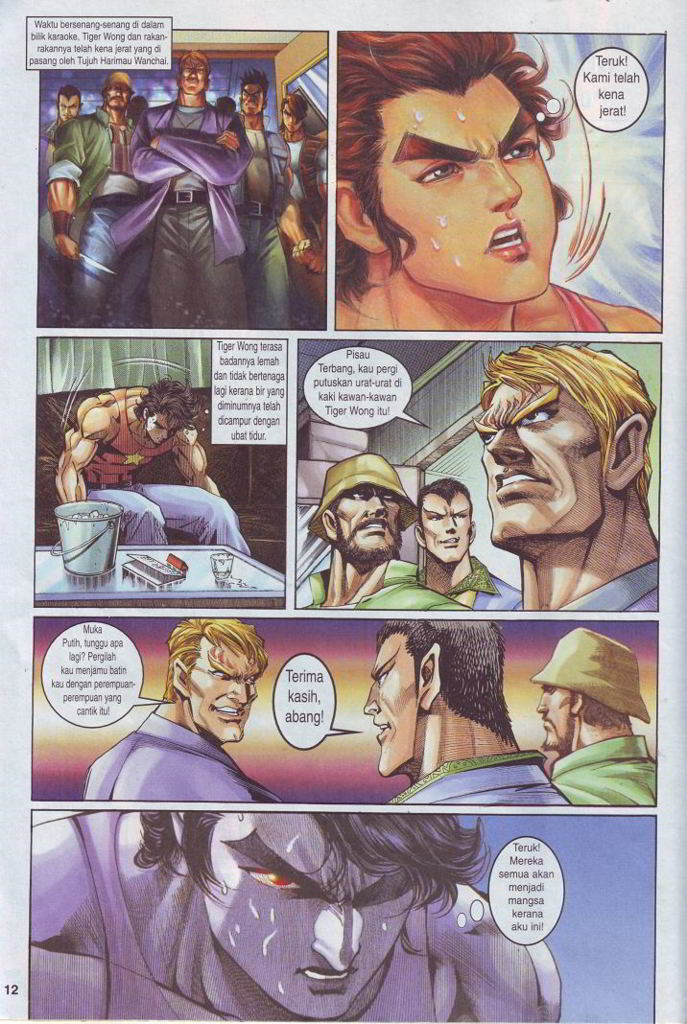 Waktu bersenang-senang di dalam
bilik karaoke, Tiger Wong dan rakan-
rakannya telah kena jerat yang di
pasang oleh Tujuh Harimau Wanchai.
Teruk!
Kami telah
kena
jerat!
Tiger Wong terasa
badannya lemah
dan tidak bertenaga
lagi kerana bir yang
diminumnya telah
dicampur dengan
ubat tidur.
Pisau
Terbang, kau pergi
putuskan urat-urat di
kaki kawan-kawan
Tiger Wong itu!
Muka
Putih, tunggu apa
lagi? Pergilah
kau menjamu batin
kau dengan perempuan-
perempuan yang
cantik itu!
Terima
kasih,
abang!
Teruk!
Mereka
semua akan
menjadi
mangsa
kerana
aku ini!
12